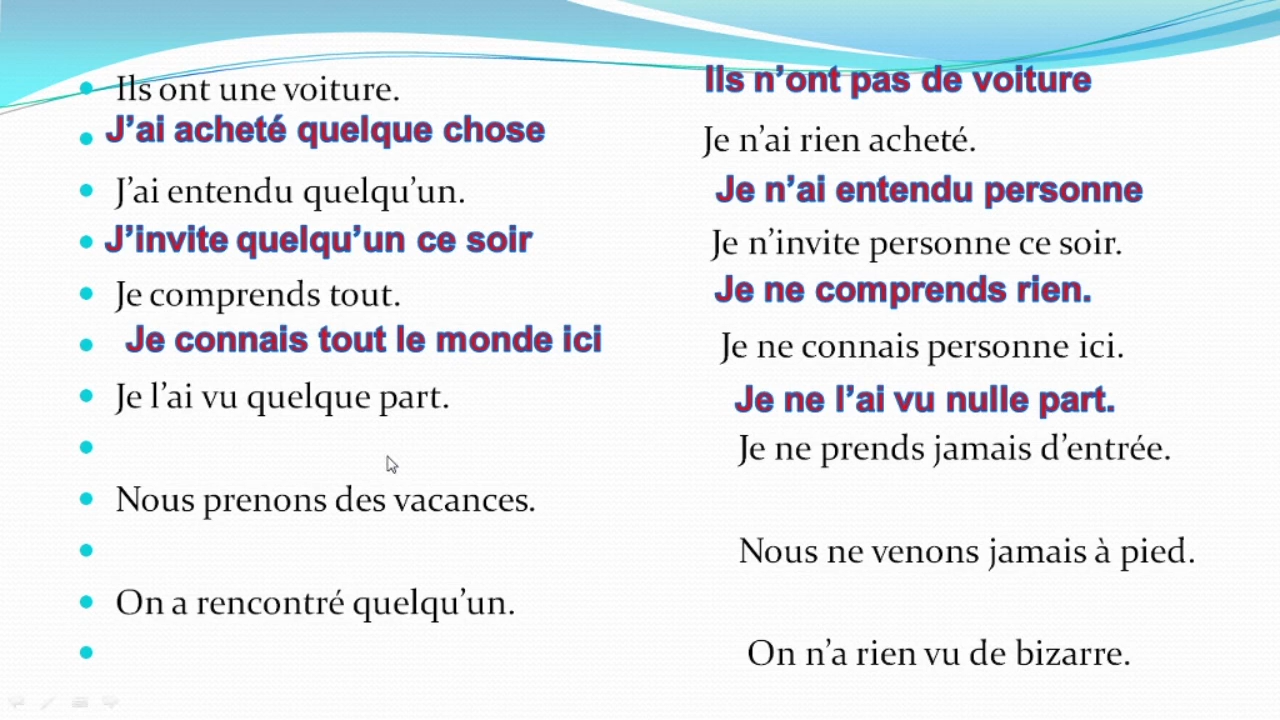 Ils ont une voiture.
Ils n’ont pas de voiture
J’ai acheté quelque chose
Je n’ai rien acheté.
J’ai entendu quelqu’un.
Je n’ai entendu personne
J’invite quelqu’un ce soir
Je n’invite personne ce soir.
Je comprends tout.
Je ne comprends rien.
Je connais tout le monde ici
Je ne connais personne ici.
Je l’ai vu quelque part.
Je ne l’ai vu nulle part.
Je ne prends jamais d’entrée.
Nous prenons des vacances.
Nous ne venons jamais à pied.
On a rencontré quelqu’un.
On n’a rien vu de bizarre.